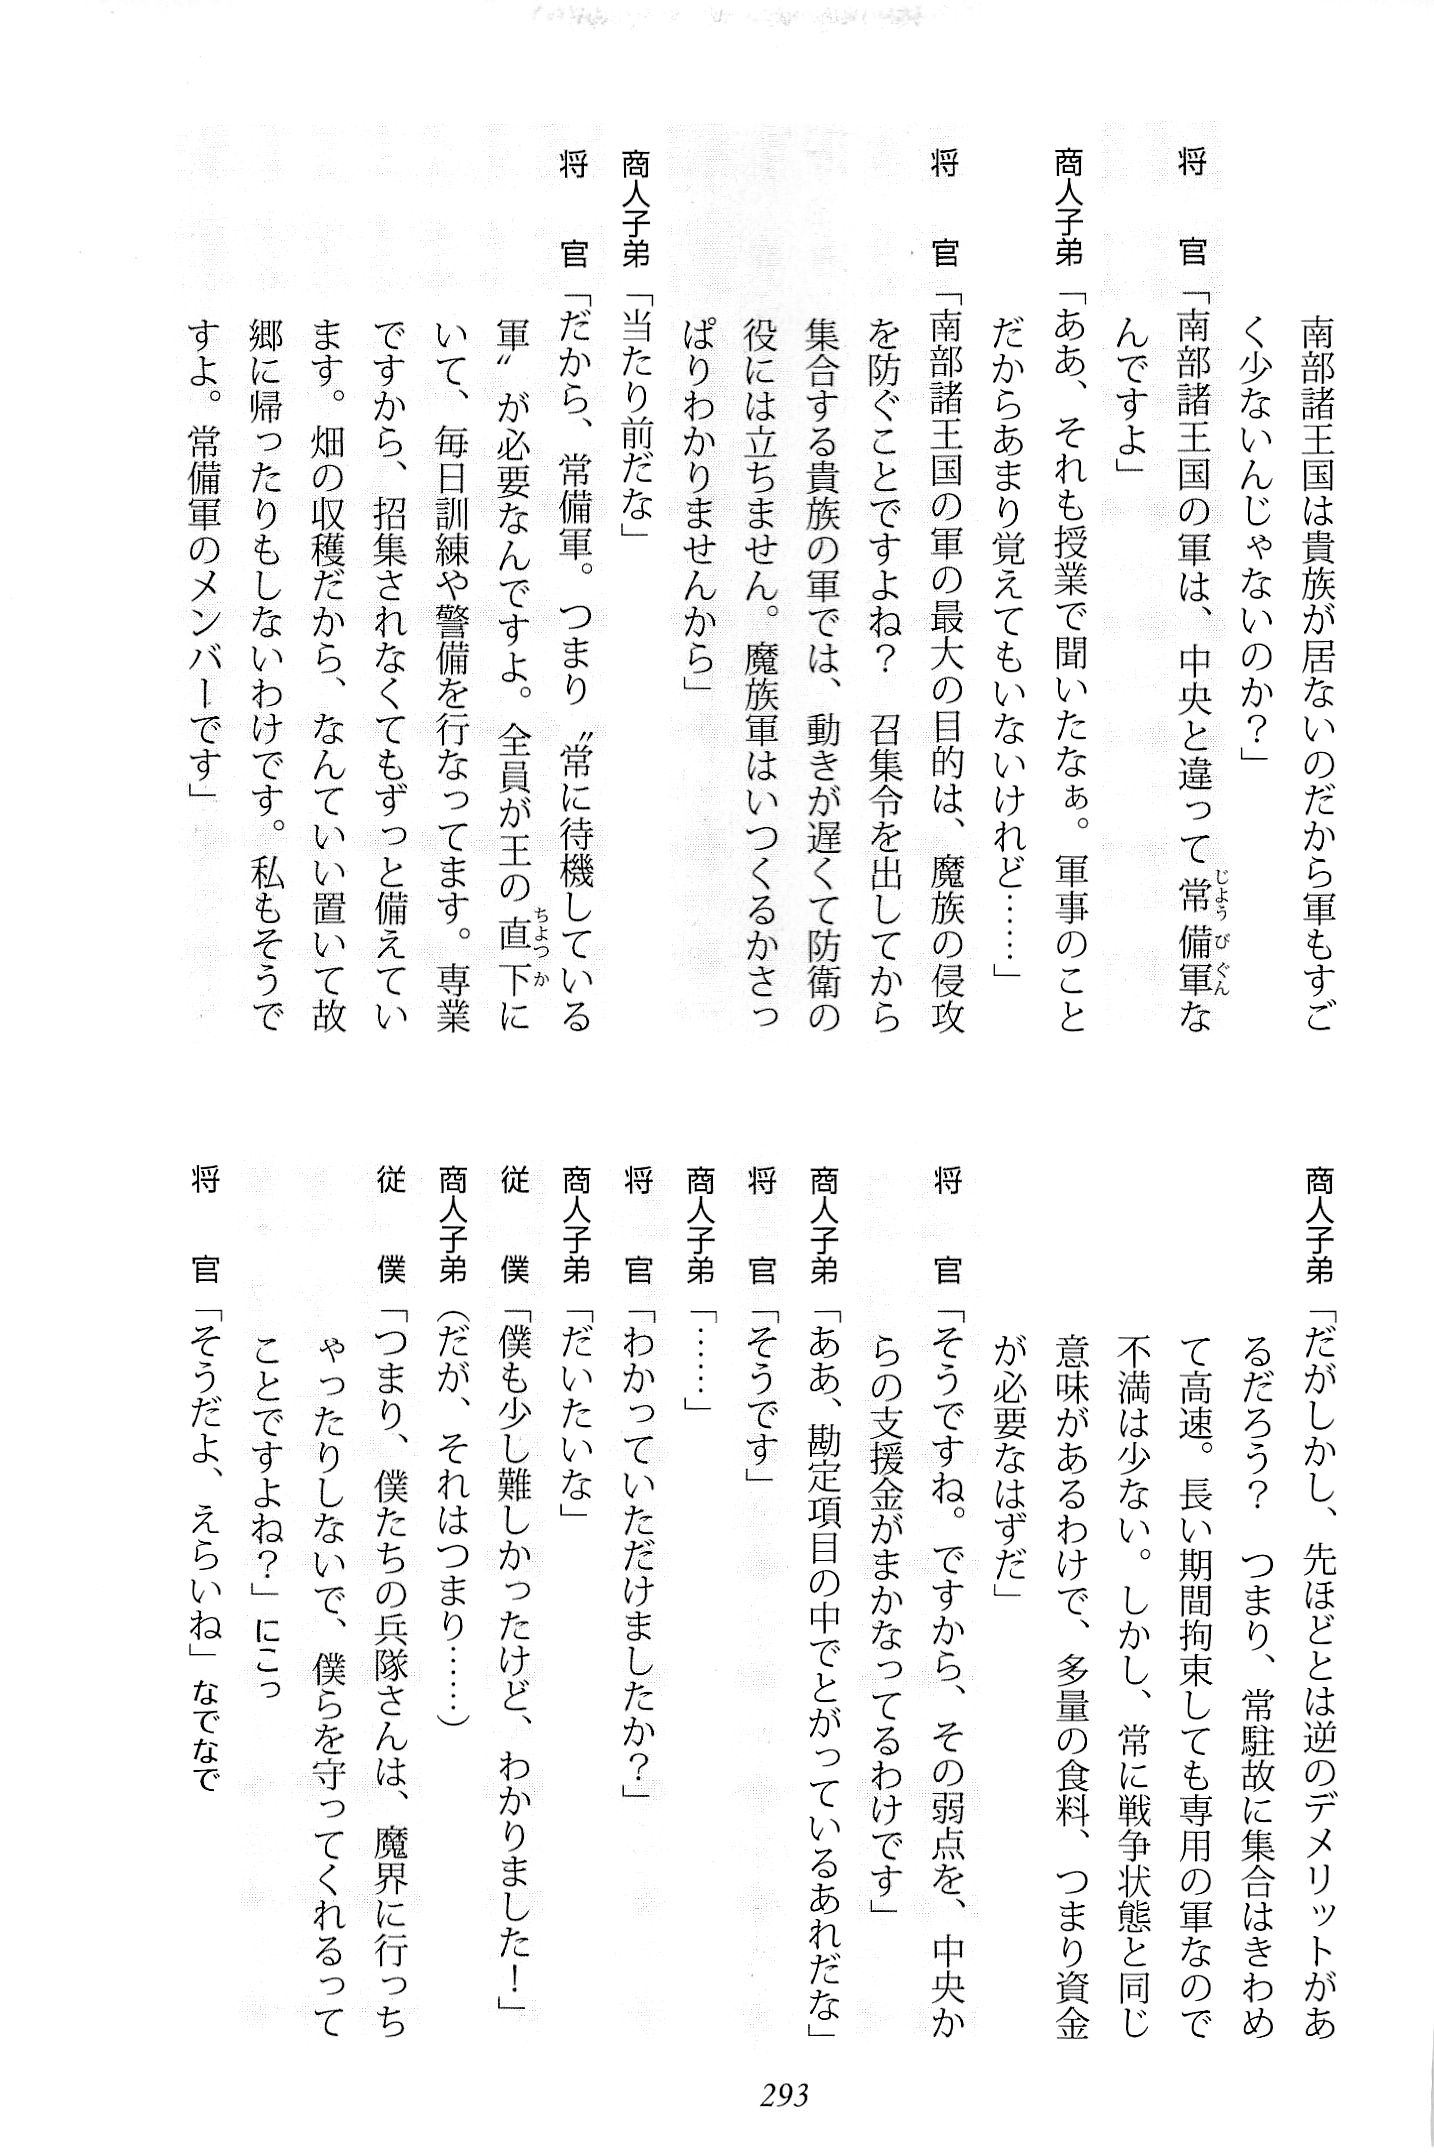 南部諸王国は貴族が居ないのだから軍もすご
く少ないんじゃないのか？」
将　官「南部諸王国の軍は、中央と違って常備軍な
んですよ」
商人子弟「ああ、それも授業で聞いたなぁ。軍事のこと
だからあまり覚えてもいないけれど……」
将　官「南部諸王国の軍の最大の目的は、魔族の侵攻
を防ぐことですよね？　召集令を出してから
集合する貴族の軍では、動きが遅くて防衛の
役には立ちません。魔族軍はいつくるかさっ
ぱりわかりませんから」
商人子弟「当たり前だな」
将　官「だから、常備軍。つまり〝常に待機している
軍〟が必要なんですよ。全員が王の直下に
いて、毎日訓練や警備を行なってます。専業
ですから、招集されなくてもずっと備えてい
ます。畑の収穫だから、なんていい置いて故
郷に帰ったりもしないわけです。私もそうで
すよ。常備軍のメンバーです」
商人子弟「だがしかし、先ほどとは逆のデメリットがあ
るだろう？　つまり、常駐故に集合はきわめ
て高速。長い期間拘束しても専用の軍なので
不満は少ない。しかし、常に戦争状態と同じ
意味があるわけで、多量の食料、つまり資金
が必要なはずだ」
将　官「そうですね。ですから、その弱点を、中央か
らの支援金がまかなってるわけです」
商人子弟「ああ、勘定項目の中でとがっているあれだな」
将　官「そうです」
商人子弟「……」
将　官「わかっていただけましたか？」
商人子弟「だいたいな」
従　僕「僕も少し難しかったけど、わかりました！」
商人子弟（だが、それはつまり……）
従　僕「つまり、僕たちの兵隊さんは、魔界に行っち
ゃったりしないで、僕らを守ってくれるって
ことですよね？」にこっ
将　官「そうだよ、えらいね」なでなで
293